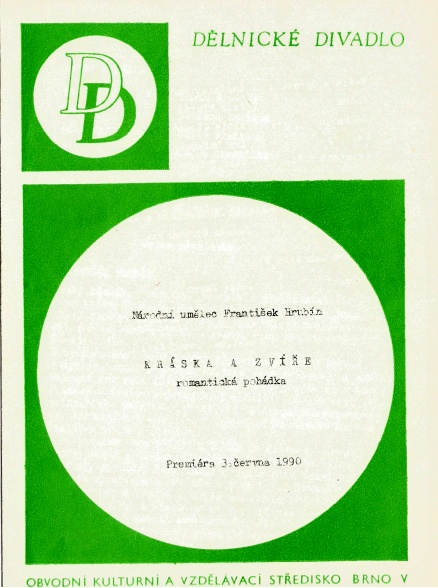 DĚLNICKÉ DIVADLO
DD
Národní umělec František Hrubín
KRÁSKA A ZVÍŘE
romantická pohádka
Premiéra 3.června 1990
OBVODNÍ KULTURNÍ A VZDĚLÁVACÍ STŘEDISKO BRNO V